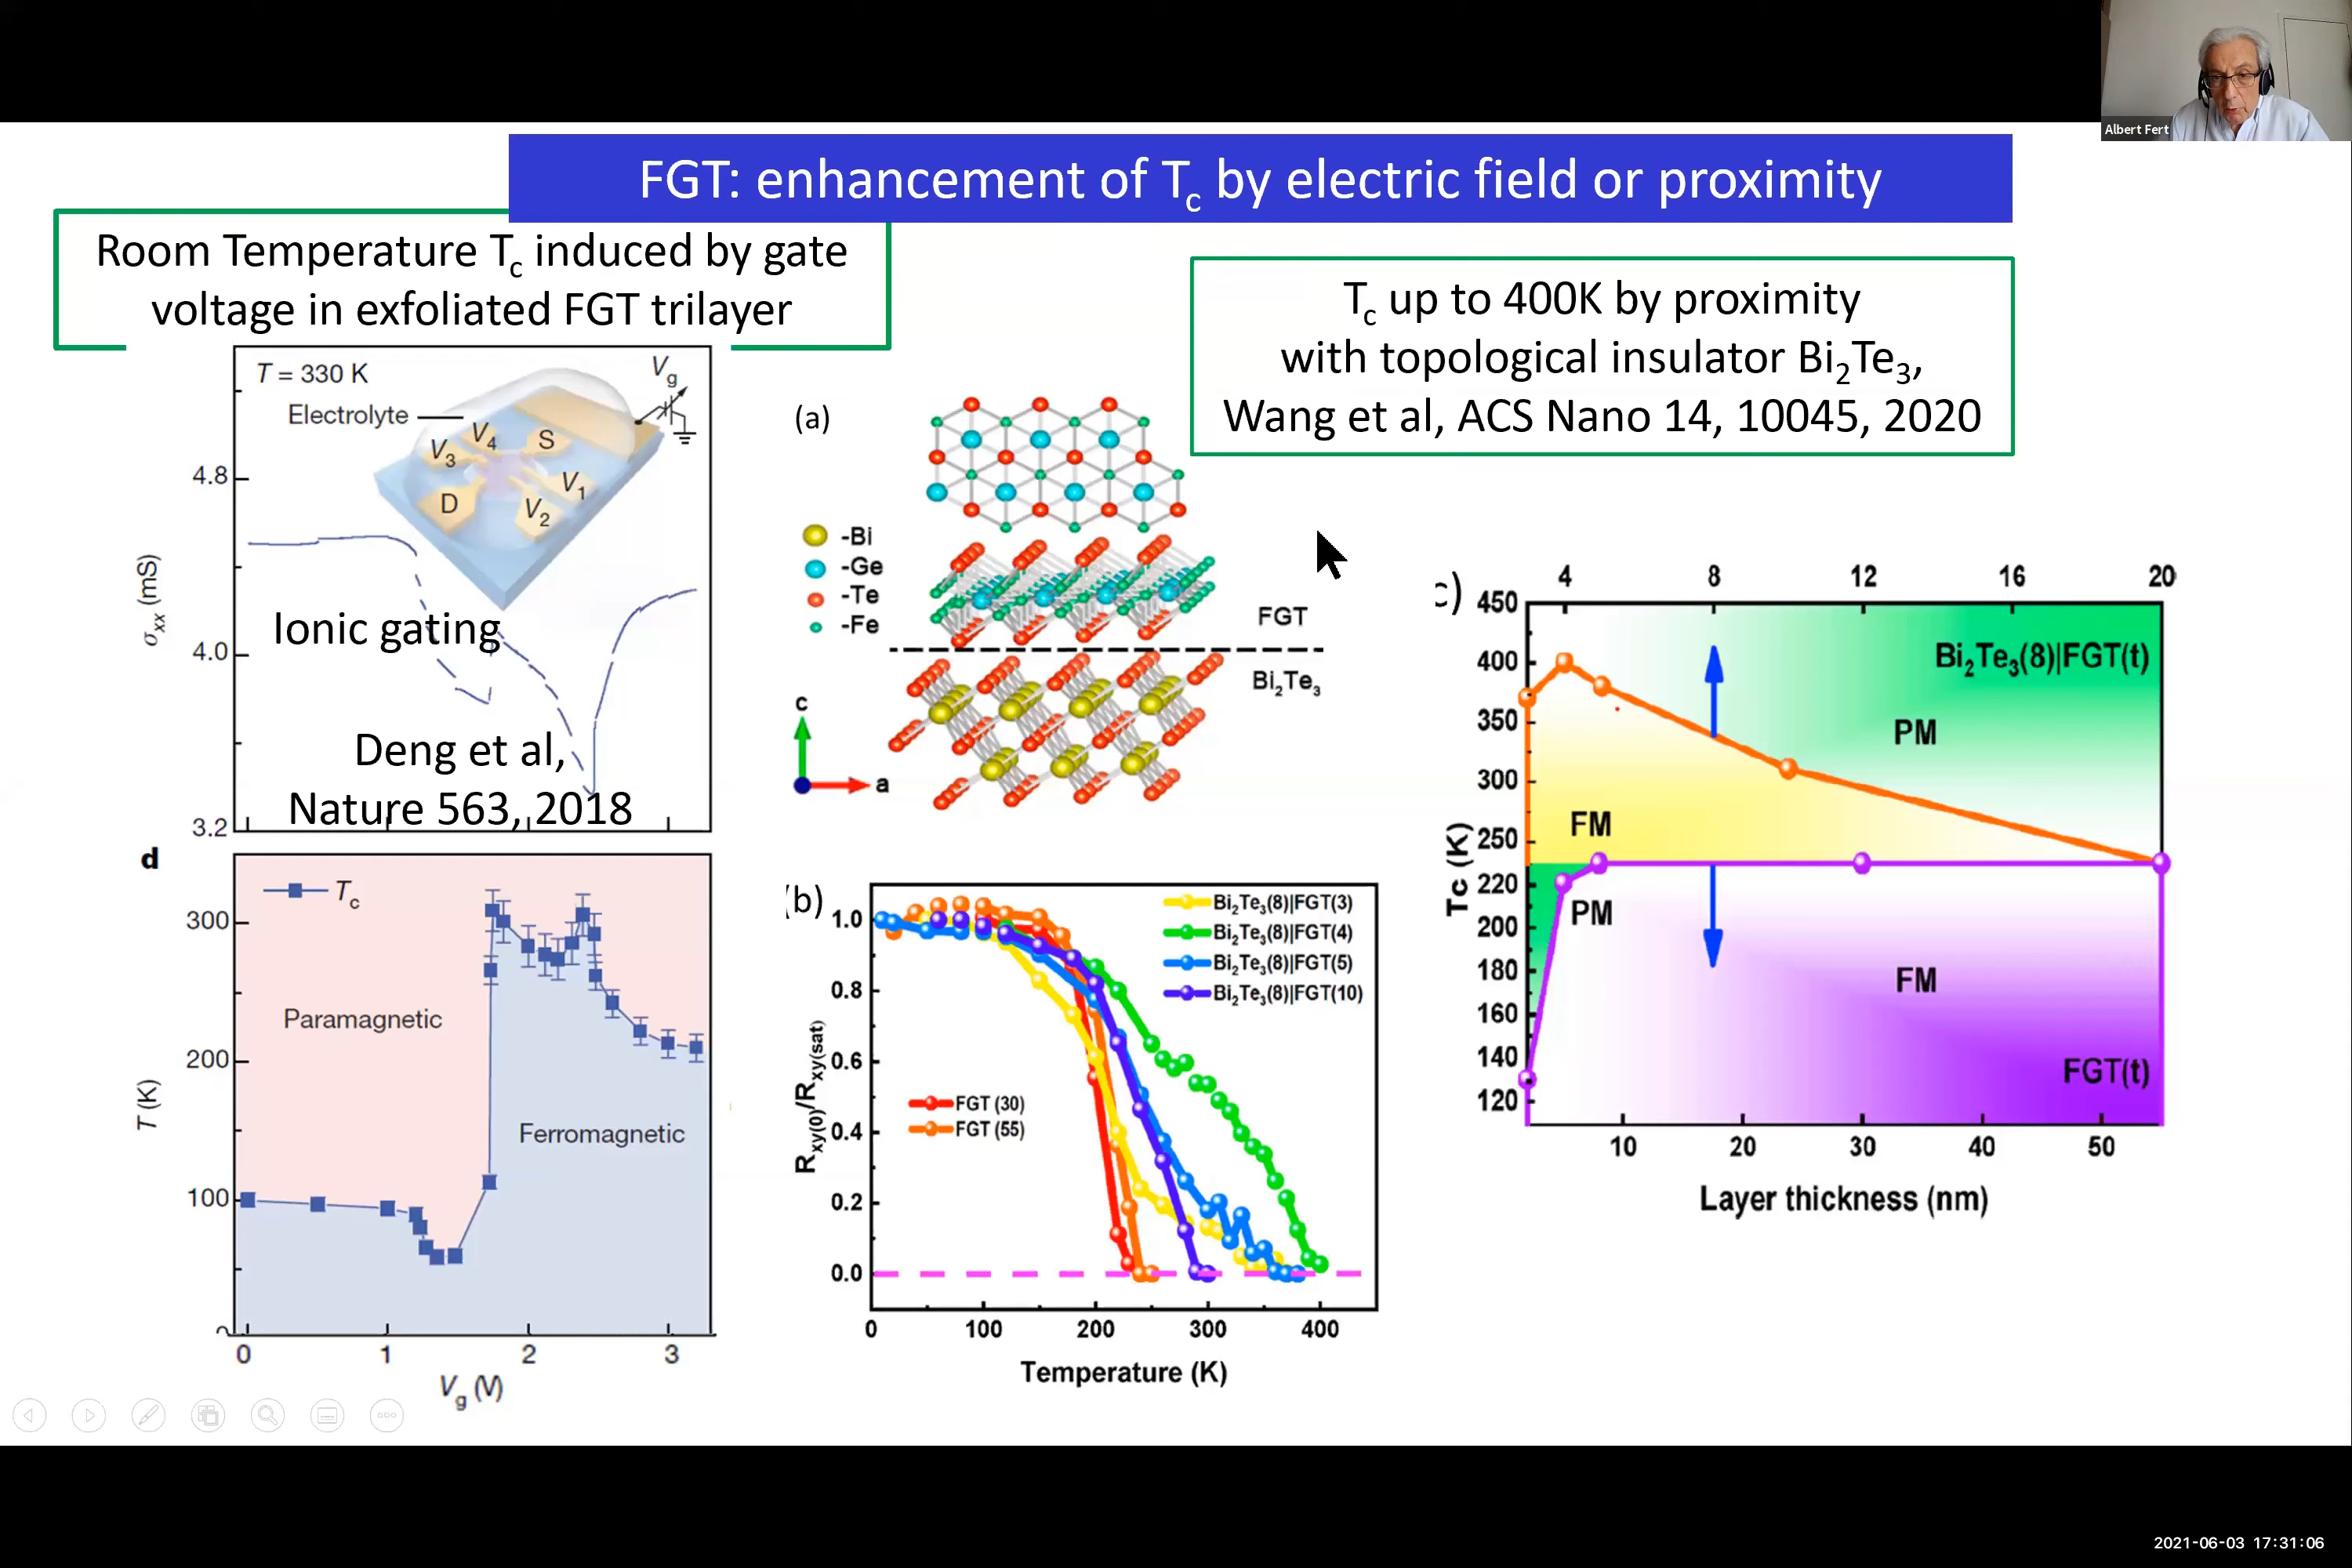 Albert Fert
FGT: enhancement of Tc by electric field or proximity
Room Temperature Tc induced by gate
voltage in exfoliated FGT trilayer
Tc up to 400K by proximity
with topological insulator Bi2Te3,
Wang et al, ACS Nano 14, 10045, 2020
T = 330 K
Vg
Electrolyte
V4
S
V3
V1
D
V2
4.8
4.0
3.2
σxx (mS)
Ionic gating
Deng et al,
Nature 563, 2018
d
Tc
300
200
100
0
T (K)
Paramagnetic
Ferromagnetic
0 1 2 3
Vg (V)
(a)
-Bi
-Ge
-Te
-Fe
FGT
Bi2Te3
c
a
(b)
1.0
0.8
0.6
0.4
0.2
0.0
Rxy(0)/Rxy(sat)
Bi2Te3(8)|FGT(3)
Bi2Te3(8)|FGT(4)
Bi2Te3(8)|FGT(5)
Bi2Te3(8)|FGT(10)
FGT (30)
FGT (55)
0 100 200 300 400
Temperature (K)
c)
4 8 12 16 20
450
400
350
300
250
220
200
180
160
140
120
Tc (K)
Bi2Te3(8)|FGT(t)
PM
FM
PM
FM
FGT(t)
10 20 30 40 50
Layer thickness (nm)
2021-06-03 17:31:06